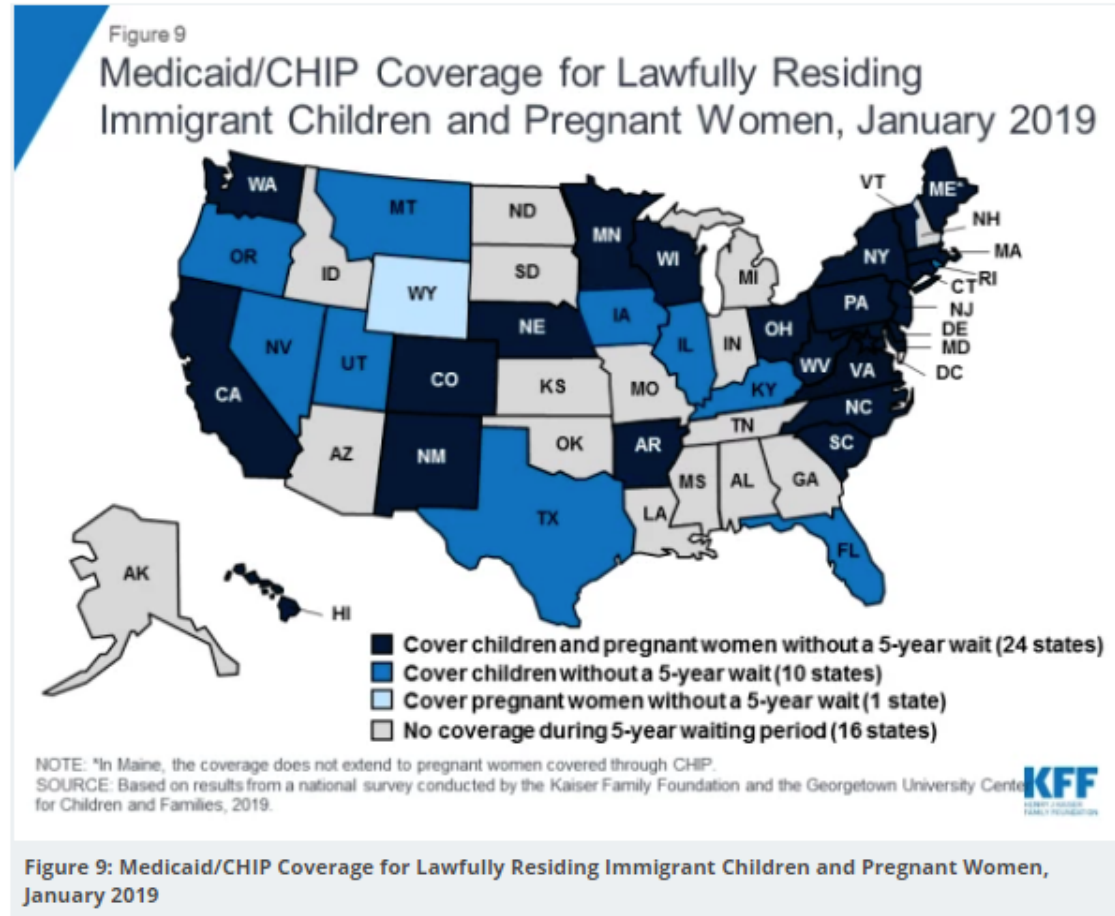 Figure 9
Medicaid/CHIP Coverage for Lawfully Residing
Immigrant Children and Pregnant Women, January 2019
WA
MT
ND
MN
VT
ME*
NH
OR
ID
SD
WI
MI
NY
MA
WY
RI
CT
PA
NJ
NE
IA
OH
DE
NV
UT
IL
IN
MD
CO
WV
VA
DC
CA
KS
MO
KY
NC
AZ
NM
OK
AR
TN
SC
MS
AL
GA
TX
LA
FL
AK
HI
Cover children and pregnant women without a 5-year wait (24 states)
Cover children without a 5-year wait (10 states)
Cover pregnant women without a 5-year wait (1 state)
No coverage during 5-year waiting period (16 states)
NOTE: *In Maine, the coverage does not extend to pregnant women covered through CHIP.
SOURCE: Based on results from a national survey conducted by the Kaiser Family Foundation and the Georgetown University Cente
for Children and Families, 2019.
KFF
HENRY J KAISER
FAMILY FOUNDATION
Figure 9: Medicaid/CHIP Coverage for Lawfully Residing Immigrant Children and Pregnant Women,
January 2019